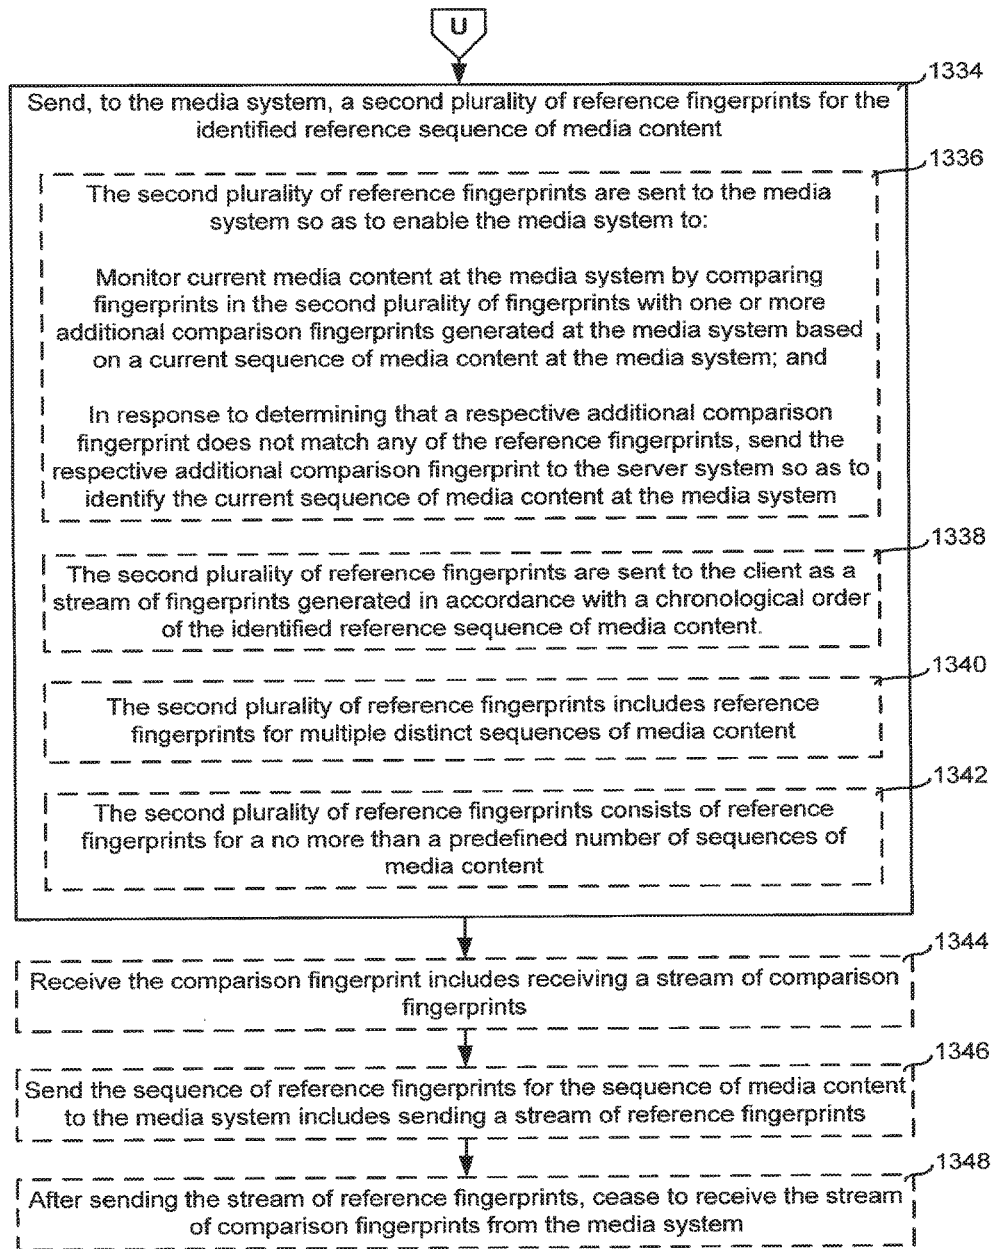 U
1334
Send, to the media system, a second plurality of reference fingerprints for the
identified reference sequence of media content
1336
The second plurality of reference fingerprints are sent to the media
system so as to enable the media system to:
Monitor current media content at the media system by comparing
fingerprints in the second plurality of fingerprints with one or more
additional comparison fingerprints generated at the media system based
on a current sequence of media content at the media system; and
In response to determining that a respective additional comparison
fingerprint does not match any of the reference fingerprints, send the
respective additional comparison fingerprint to the server system so as to
identify the current sequence of media content at the media system
1338
The second plurality of reference fingerprints are sent to the client as a
stream of fingerprints generated in accordance with a chronological order
of the identified reference sequence of media content.
1340
The second plurality of reference fingerprints includes reference
fingerprints for multiple distinct sequences of media content
1342
The second plurality of reference fingerprints consists of reference
fingerprints for a no more than a predefined number of sequences of
media content
1344
Receive the comparison fingerprint includes receiving a stream of comparison
fingerprints
1346
Send the sequence of reference fingerprints for the sequence of media content
to the media system includes sending a stream of reference fingerprints
1348
After sending the stream of reference fingerprints, cease to receive the stream
of comparison fingerprints from the media system